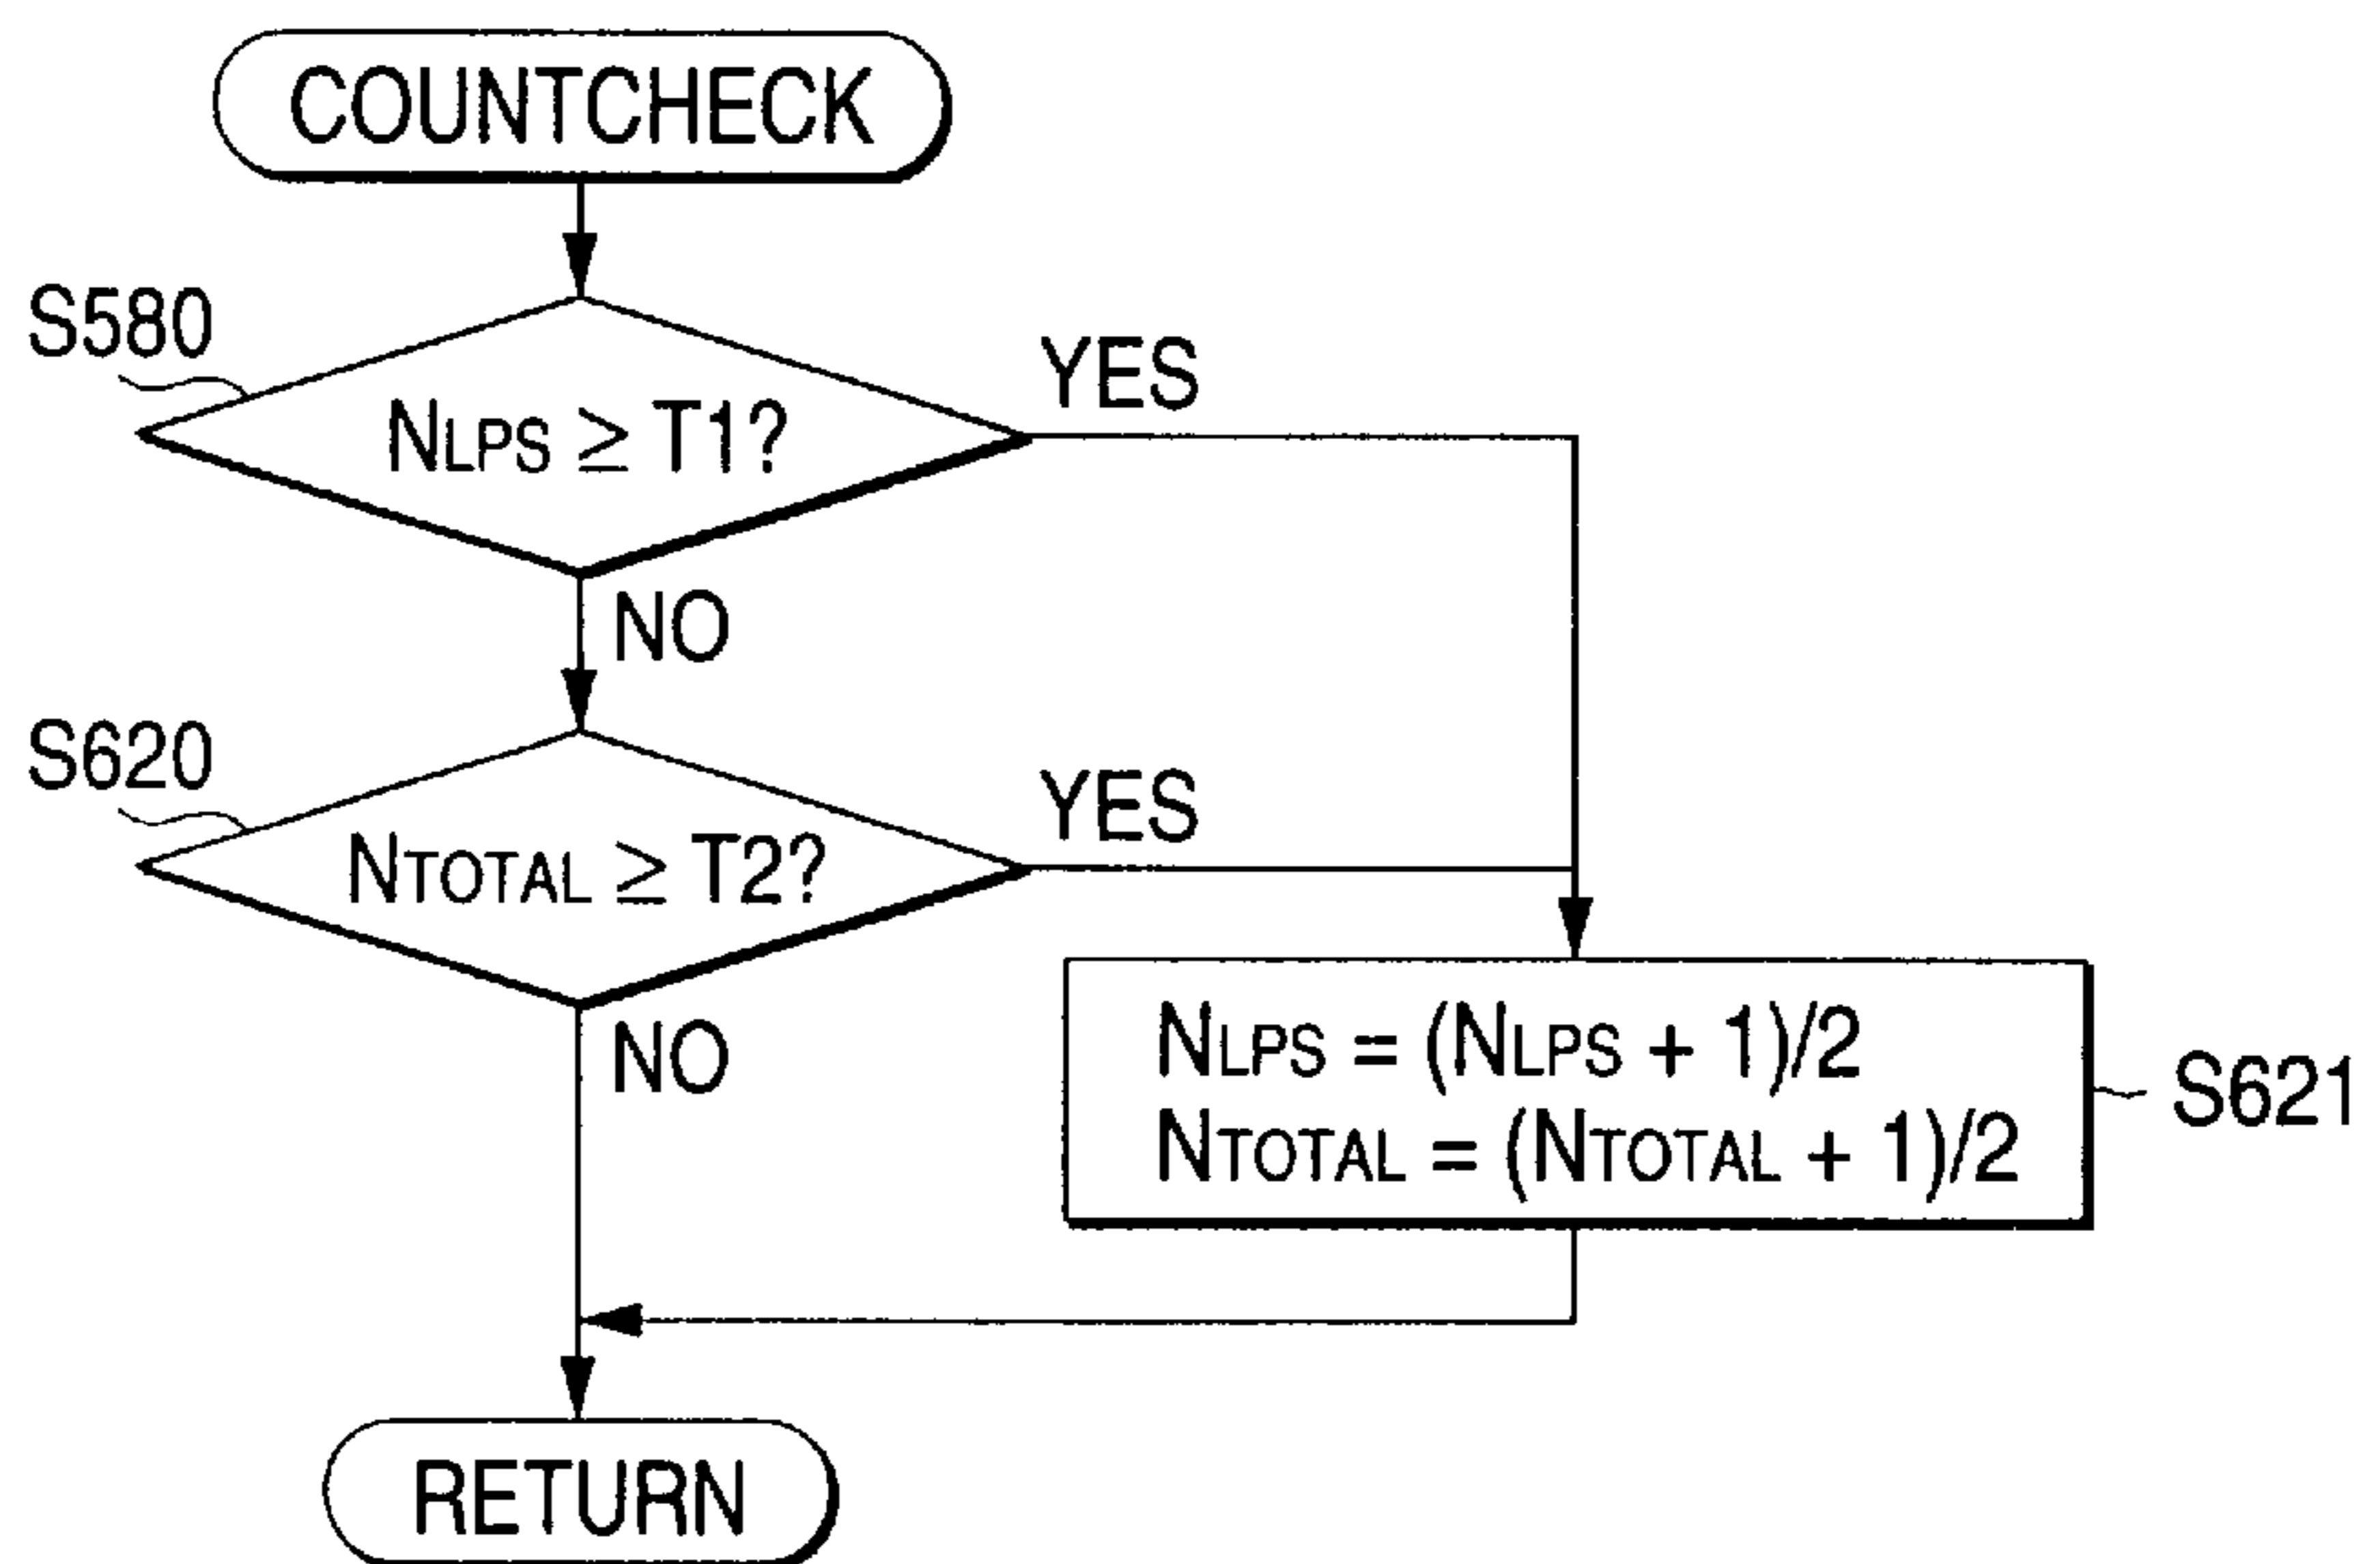 COUNTCHECK
S580
NLPS ≥ T1?
YES
NO
S620
NTOTAL ≥ T2?
YES
NO
NLPS = (NLPS + 1)/2
NTOTAL = (NTOTAL + 1)/2
S621
RETURN